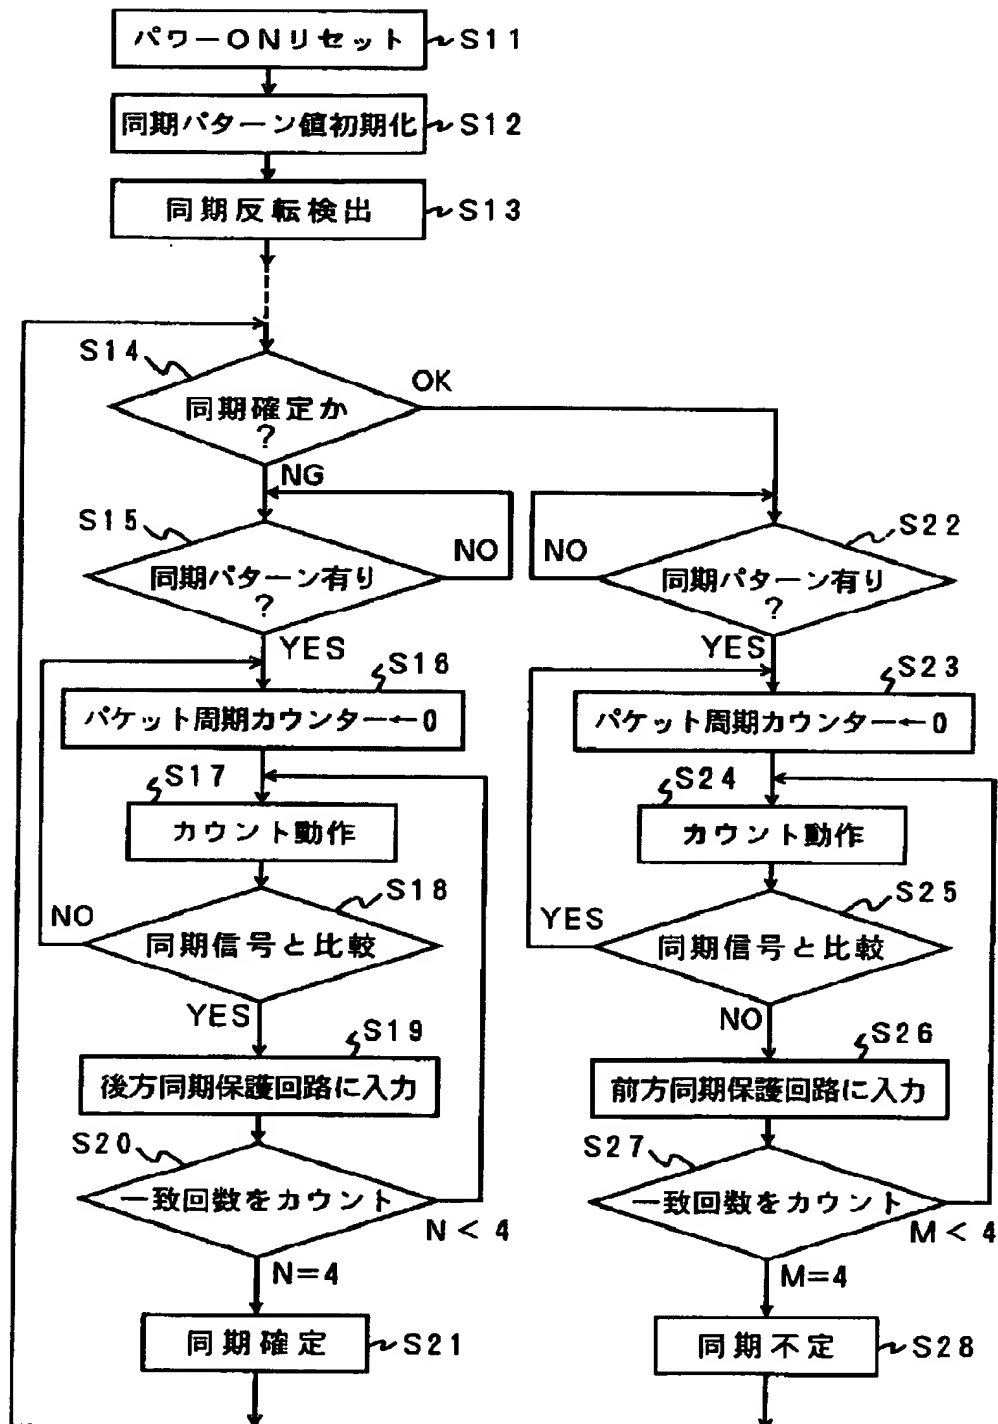 パワーONリセット S11
同期パターン値初期化 S12
同期反転検出 S13
S14
OK
同期確定か
?
NG
S15
NO
同期パターン有り
?
YES
S16
パケット周期カウンター←0
S17
カウント動作
S18
NO
同期信号と比較
YES
S19
後方同期保護回路に入力
S20
一致回数をカウント
N < 4
N=4
同期確定 S21
S22
NO
同期パターン有り
?
YES
S23
パケット周期カウンター←0
S24
カウント動作
S25
YES
同期信号と比較
NO
S26
前方同期保護回路に入力
S27
一致回数をカウント
M < 4
M=4
同期不定 S28